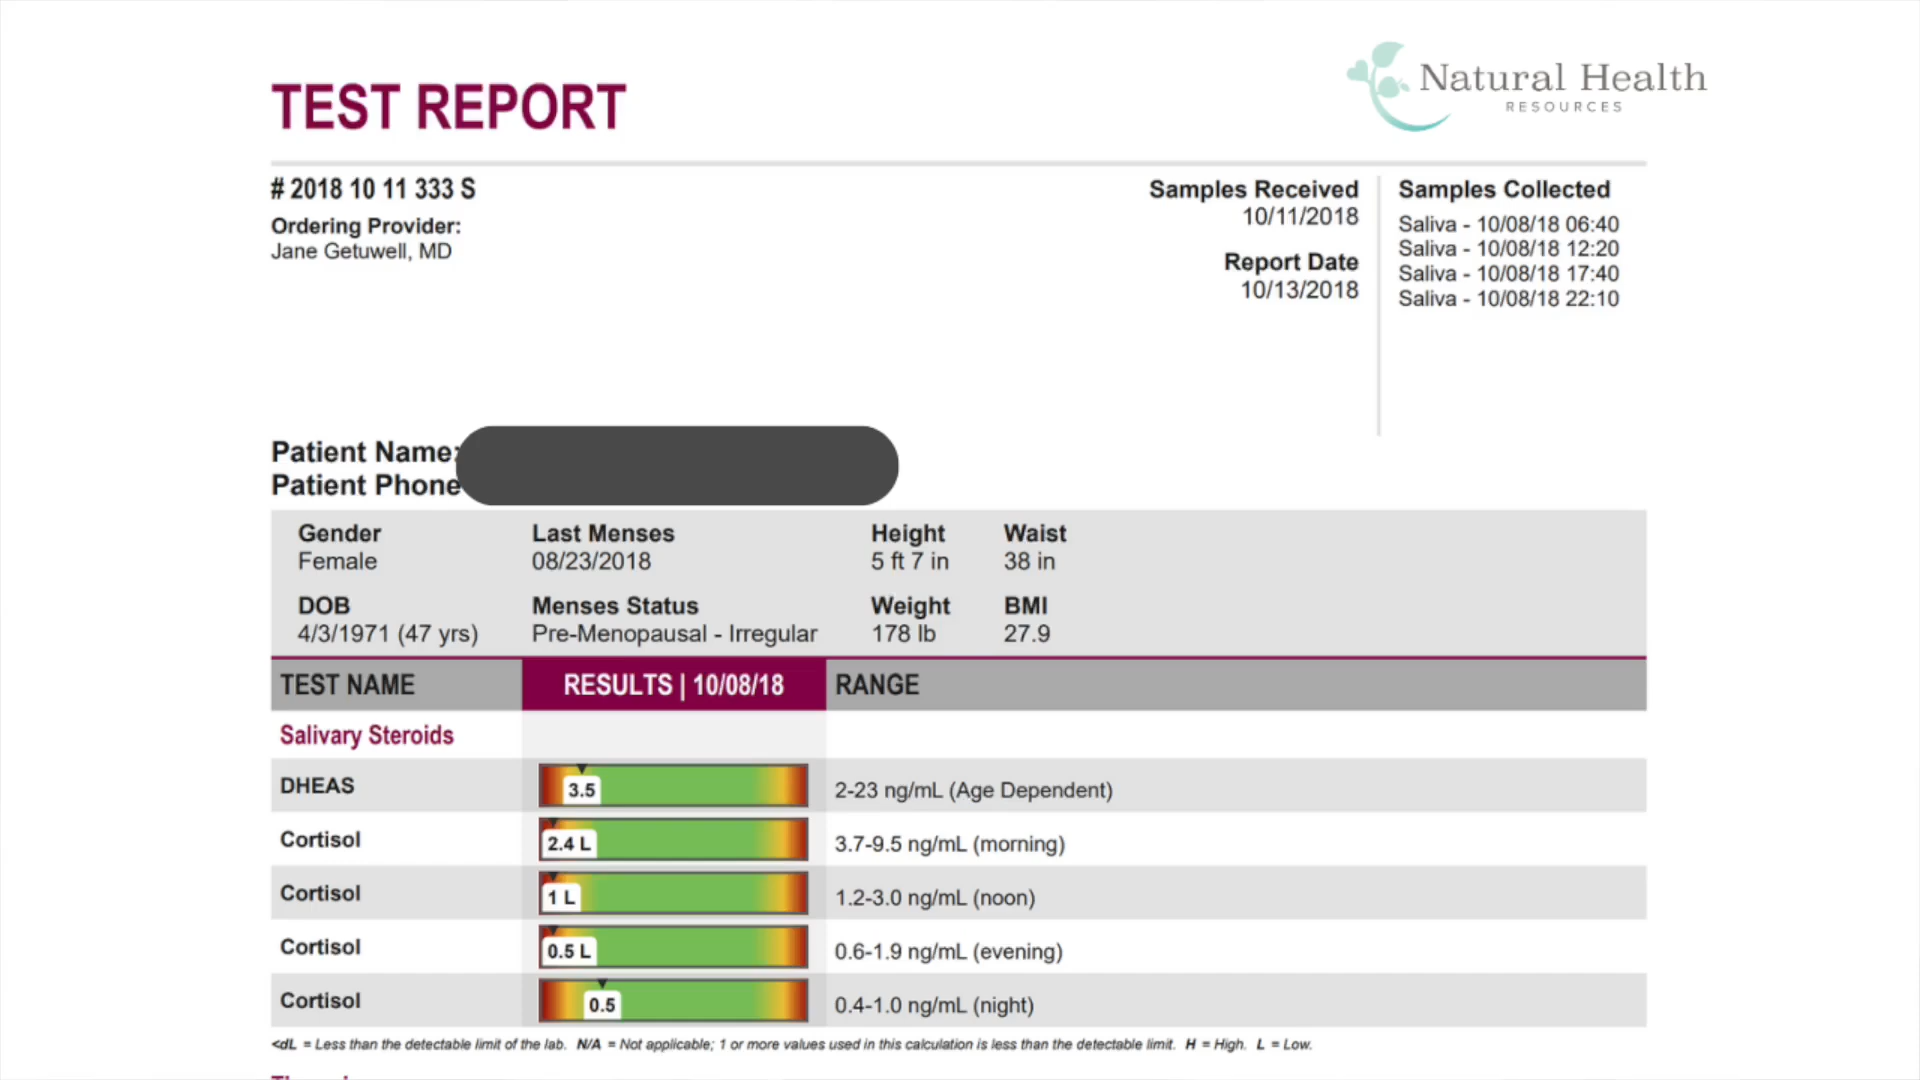 Natural Health
RESOURCES
TEST REPORT
# 2018 10 11 333 S
Ordering Provider:
Jane Getuwell, MD
Samples Received
10/11/2018
Report Date
10/13/2018
Samples Collected
Saliva - 10/08/18 06:40
Saliva - 10/08/18 12:20
Saliva - 10/08/18 17:40
Saliva - 10/08/18 22:10
Patient Name:
Patient Phone
Gender Last Menses Height Waist
Female 08/23/2018 5 ft 7 in 38 in
DOB Menses Status Weight BMI
4/3/1971 (47 yrs) Pre-Menopausal - Irregular 178 lb 27.9
TEST NAME RESULTS | 10/08/18 RANGE
Salivary Steroids
DHEAS 3.5 2-23 ng/mL (Age Dependent)
Cortisol 2.4 L 3.7-9.5 ng/mL (morning)
Cortisol 1 L 1.2-3.0 ng/mL (noon)
Cortisol 0.5 L 0.6-1.9 ng/mL (evening)
Cortisol 0.5 0.4-1.0 ng/mL (night)
<dL = Less than the detectable limit of the lab. N/A = Not applicable; 1 or more values used in this calculation is less than the detectable limit. H = High. L = Low.